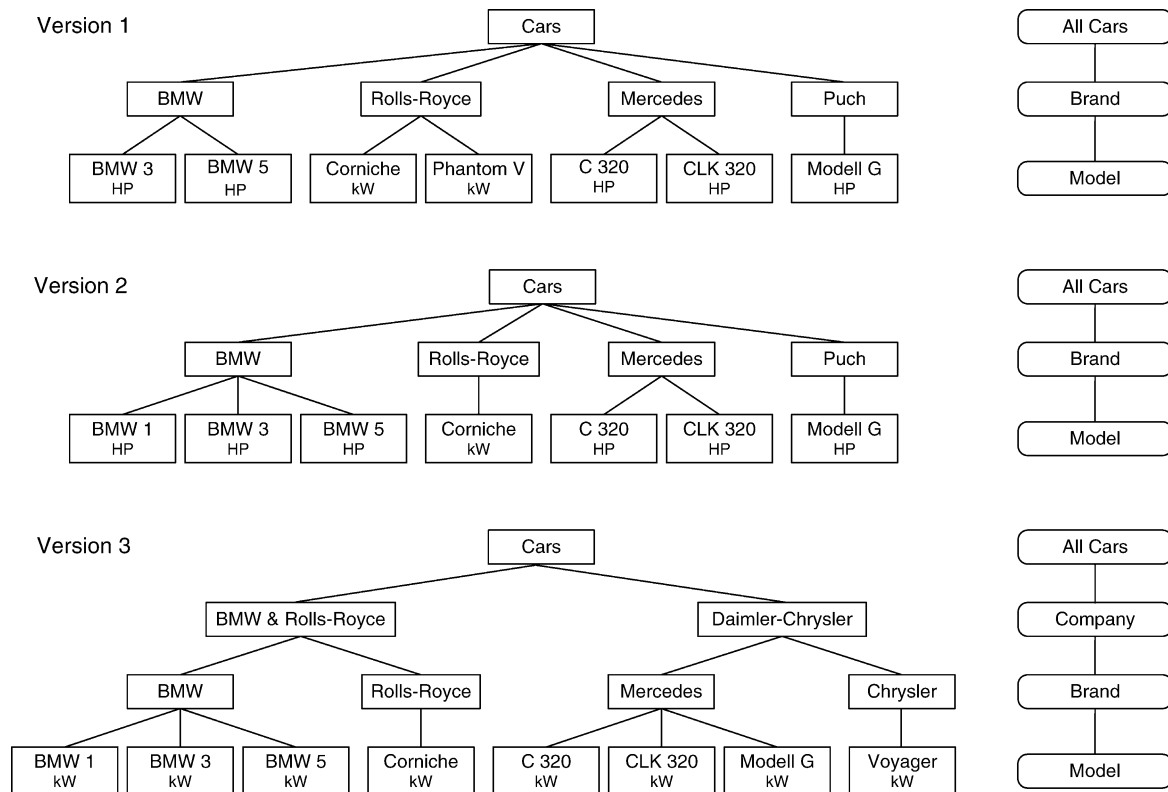 Version 1
Cars
All Cars
BMW
Rolls-Royce
Mercedes
Puch
Brand
BMW 3
HP
BMW 5
HP
Corniche
kW
Phantom V
kW
C 320
HP
CLK 320
HP
Modell G
HP
Model
Version 2
Cars
All Cars
BMW
Rolls-Royce
Mercedes
Puch
Brand
BMW 1
HP
BMW 3
HP
BMW 5
HP
Corniche
kW
C 320
HP
CLK 320
HP
Modell G
HP
Model
Version 3
Cars
All Cars
BMW & Rolls-Royce
Daimler-Chrysler
Company
BMW
Rolls-Royce
Mercedes
Chrysler
Brand
BMW 1
kW
BMW 3
kW
BMW 5
kW
Corniche
kW
C 320
kW
CLK 320
kW
Modell G
kW
Voyager
kW
Model